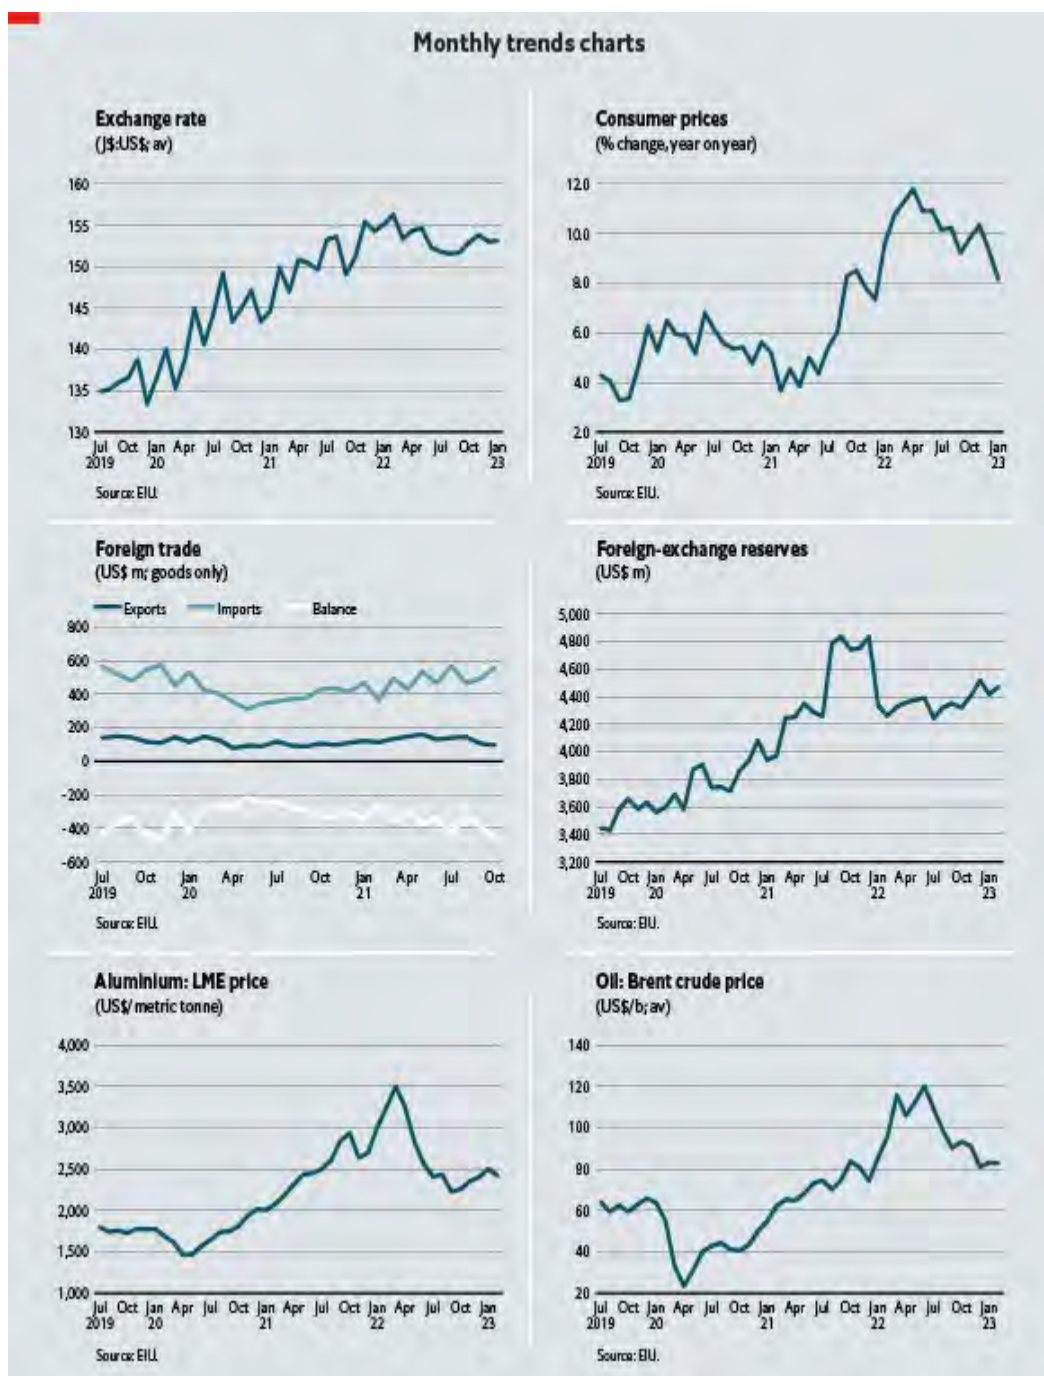 Monthly trends charts
Exchange rate
(J$:US$; av)
160
155
150
145
140
135
130
Jul Oct Jan Apr Jul Oct Jan Apr Jul Oct Jan Apr Jul Oct Jan
2019 20 21 22 23
Source: EIU.
Consumer prices
(% change, year on year)
12.0
10.0
8.0
6.0
4.0
2.0
Jul Oct Jan Apr Jul Oct Jan Apr Jul Oct Jan Apr Jul Oct Jan
2019 20 21 22 23
Source: EIU.
Foreign trade
(US$ m; goods only)
Exports Imports Balance
800
600
400
200
0
-200
-400
-600
Jul Oct Jan Apr Jul Oct Jan Apr Jul Oct
2019 20 21
Source: EIU.
Foreign-exchange reserves
(US$ m)
5,000
4,800
4,600
4,400
4,200
4,000
3,800
3,600
3,400
3,200
Jul Oct Jan Apr Jul Oct Jan Apr Jul Oct Jan Apr Jul Oct Jan
2019 20 21 22 23
Source: EIU.
Aluminium: LME price
(US$/metric tonne)
4,000
3,500
3,000
2,500
2,000
1,500
1,000
Jul Oct Jan Apr Jul Oct Jan Apr Jul Oct Jan Apr Jul Oct Jan
2019 20 21 22 23
Source: EIU.
Oil: Brent crude price
(US$/b; av)
140
120
100
80
60
40
20
Jul Oct Jan Apr Jul Oct Jan Apr Jul Oct Jan Apr Jul Oct Jan
2019 20 21 22 23
Source: EIU.